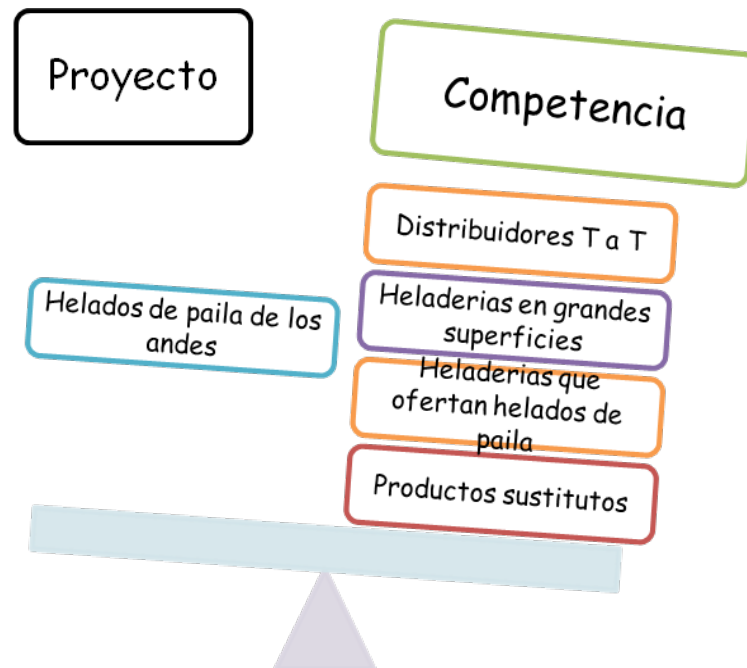 Proyecto
Competencia
Distribuidores T a T
Helados de paila de los
andes
Heladerias en grandes
superficies
Heladerias que
ofertan helados de
paila
Productos sustitutos